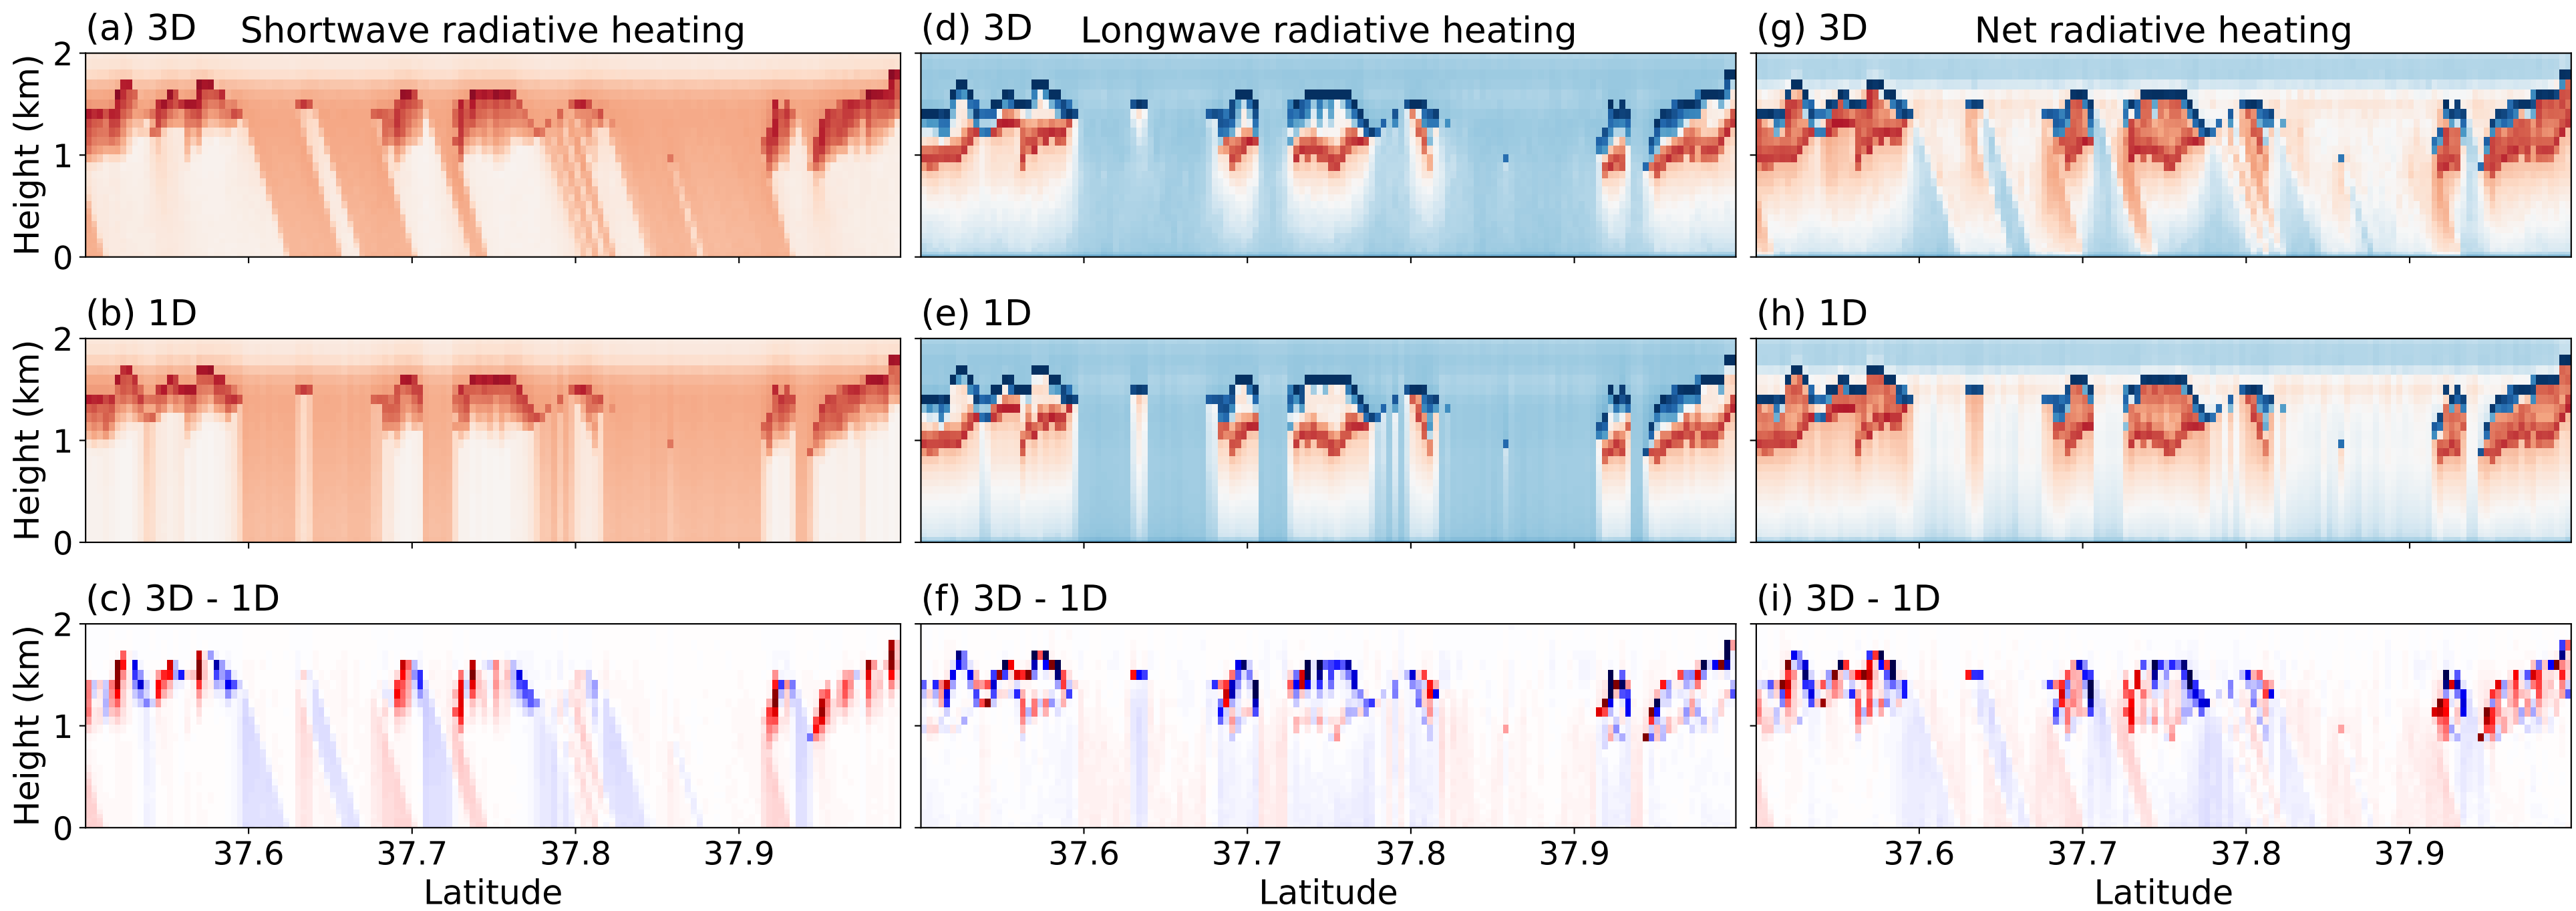 (a) 3D Shortwave radiative heating
(d) 3D Longwave radiative heating
(g) 3D Net radiative heating
2
Height (km)
1
0
(b) 1D
(e) 1D
(h) 1D
2
Height (km)
1
0
(c) 3D - 1D
(f) 3D - 1D
(i) 3D - 1D
2
Height (km)
1
0
37.6 37.7 37.8 37.9
37.6 37.7 37.8 37.9
37.6 37.7 37.8 37.9
Latitude
Latitude
Latitude